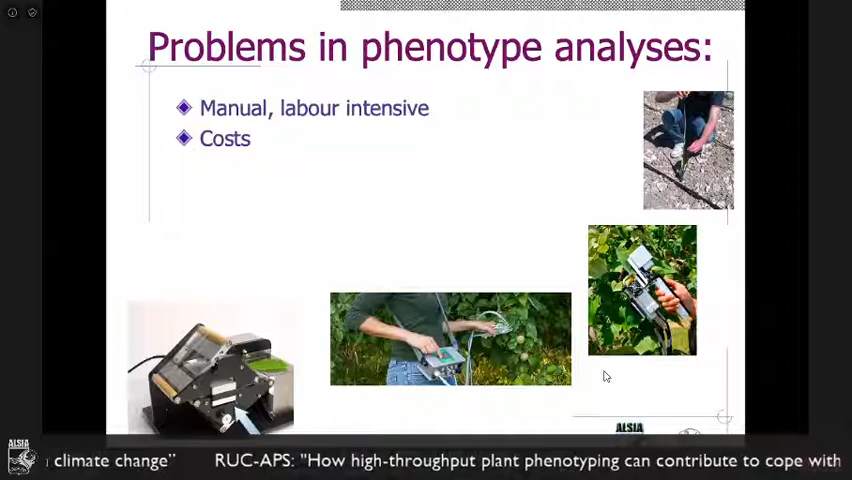 Problems in phenotype analyses:
Manual, labour intensive
Costs
ALSIA
ALSIA
climate change” RUC-APS: "How high-throughput plant phenotyping can contribute to cope with